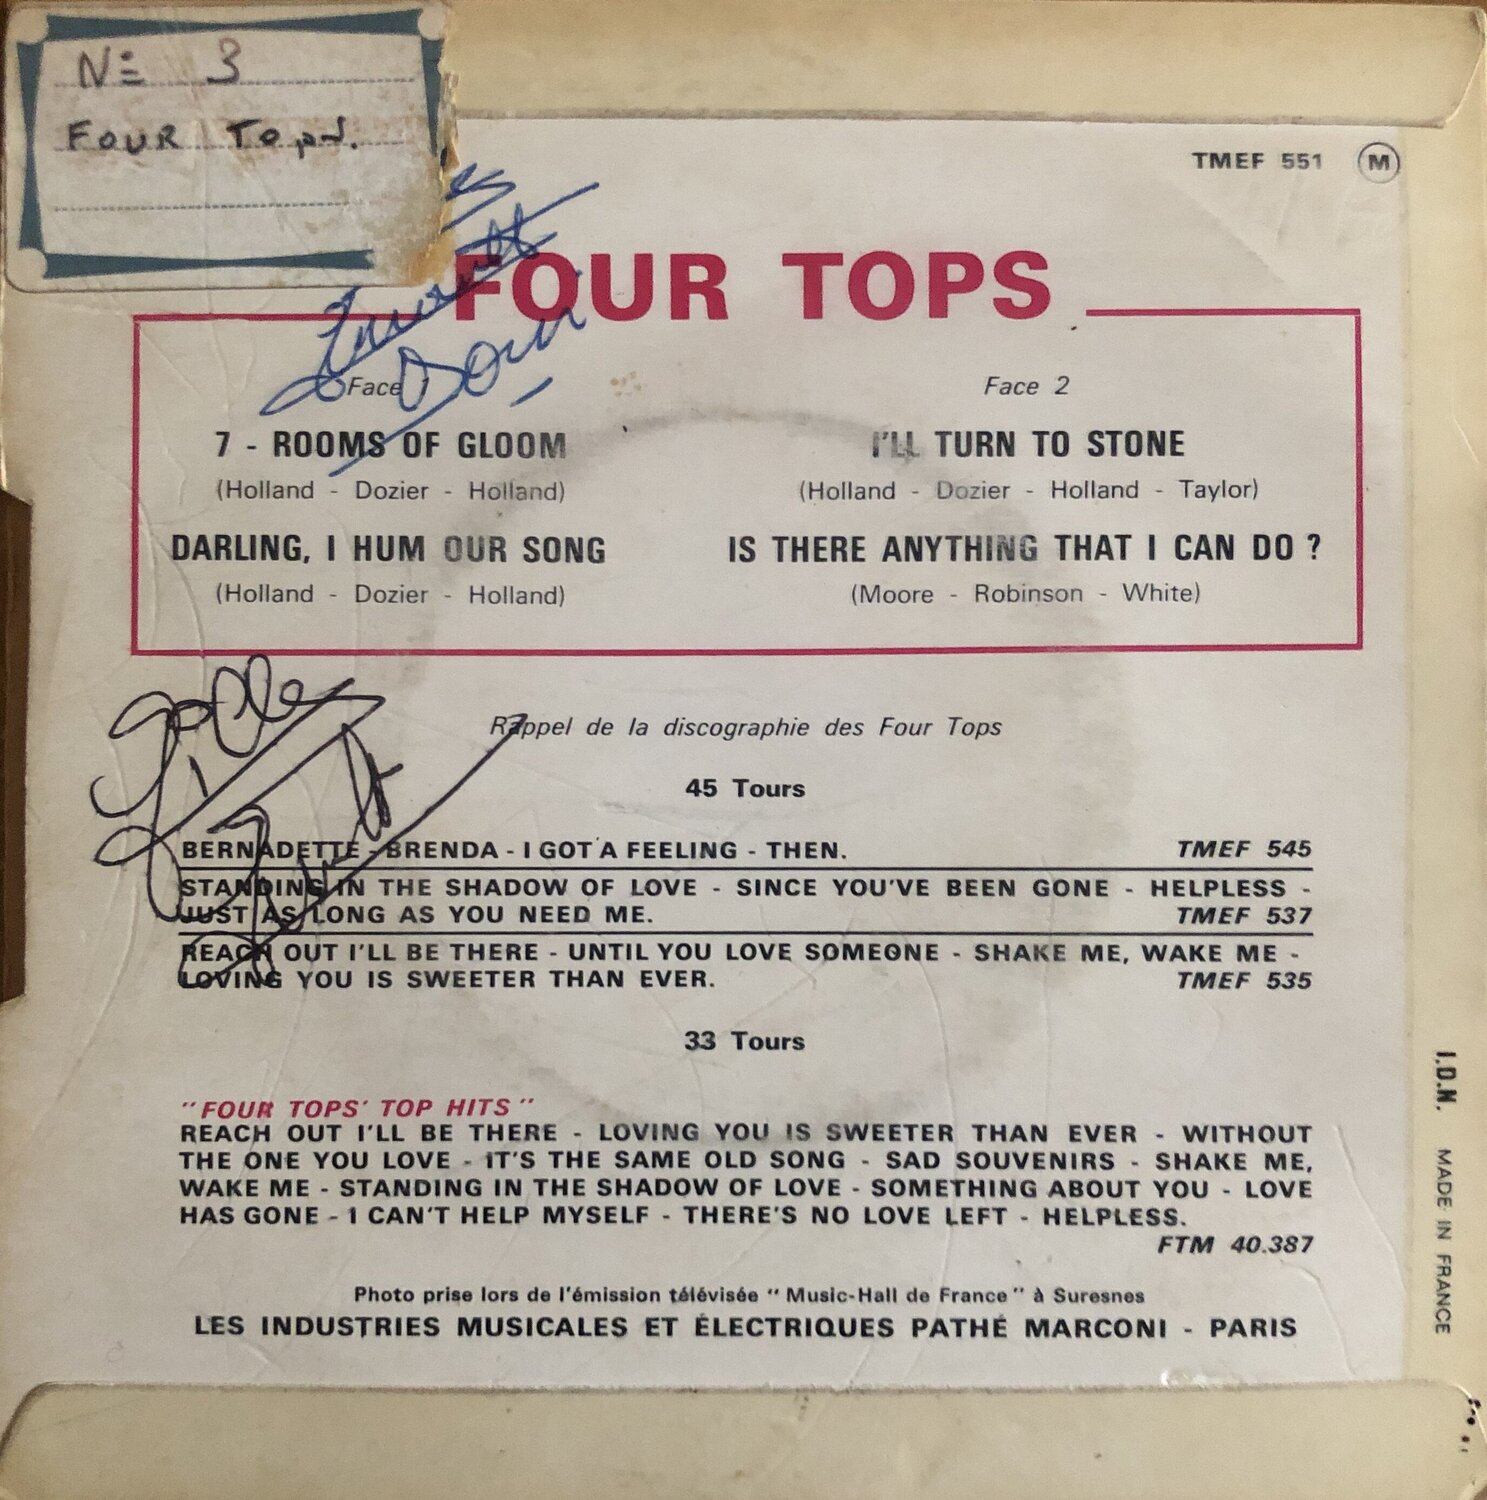 N= 3
FOUR Tops.
TMEF 551 M
FOUR TOPS
Face 1
7 - ROOMS OF GLOOM
(Holland - Dozier - Holland)
DARLING, I HUM OUR SONG
(Holland - Dozier - Holland)
Face 2
I'LL TURN TO STONE
(Holland - Dozier - Holland - Taylor)
IS THERE ANYTHING THAT I CAN DO ?
(Moore - Robinson - White)
Rappel de la discographie des Four Tops
45 Tours
BERNADETTE - BRENDA - I GOT A FEELING - THEN. TMEF 545
STANDING IN THE SHADOW OF LOVE - SINCE YOU'VE BEEN GONE - HELPLESS -
JUST AS LONG AS YOU NEED ME. TMEF 537
REACH OUT I'LL BE THERE - UNTIL YOU LOVE SOMEONE - SHAKE ME, WAKE ME -
LOVING YOU IS SWEETER THAN EVER. TMEF 535
33 Tours
"FOUR TOPS' TOP HITS"
REACH OUT I'LL BE THERE - LOVING YOU IS SWEETER THAN EVER - WITHOUT
THE ONE YOU LOVE - IT'S THE SAME OLD SONG - SAD SOUVENIRS - SHAKE ME,
WAKE ME - STANDING IN THE SHADOW OF LOVE - SOMETHING ABOUT YOU - LOVE
HAS GONE - I CAN'T HELP MYSELF - THERE'S NO LOVE LEFT - HELPLESS.
FTM 40.387
Photo prise lors de l'émission télévisée "Music-Hall de France" à Suresnes
LES INDUSTRIES MUSICALES ET ÉLECTRIQUES PATHÉ MARCONI - PARIS
I.D.N. MADE IN FRANCE